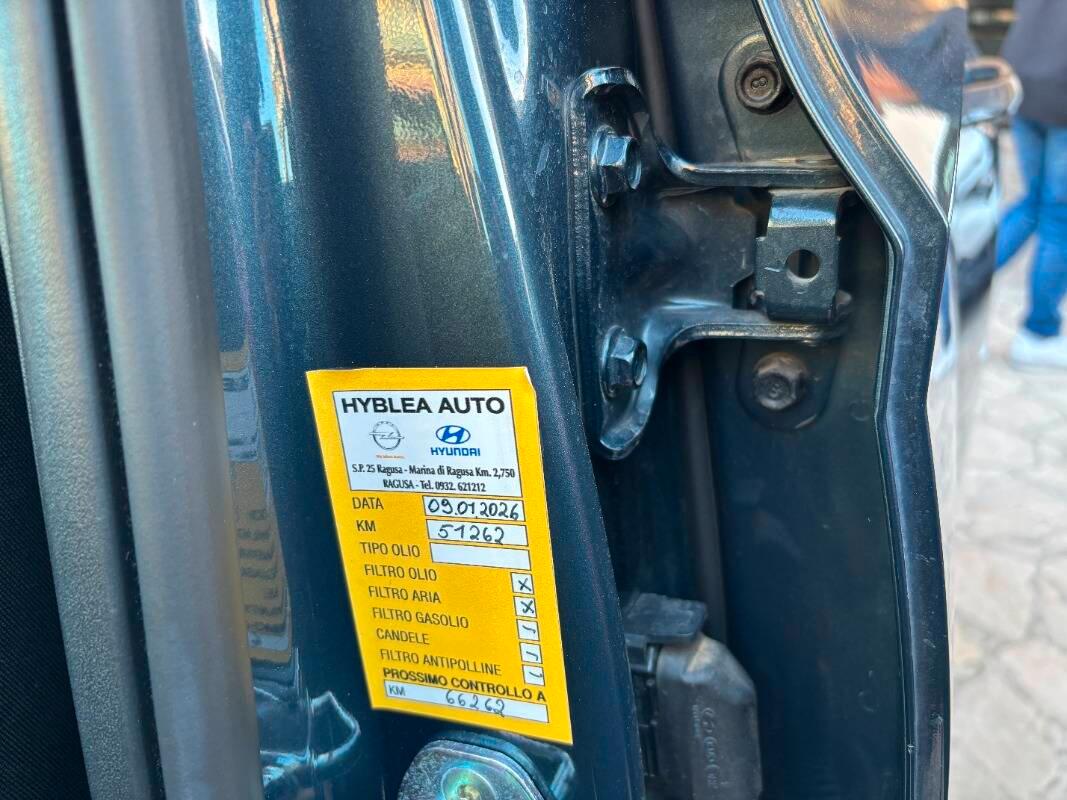 HYBLEA AUTO
HYUNDAI
S.P. 25 Ragusa - Marina di Ragusa Km. 2,750
RAGUSA - Tel. 0932. 621212
DATA 09.01.2026
KM 51262
TIPO OLIO
FILTRO OLIO X
FILTRO ARIA X
FILTRO GASOLIO
CANDELE
FILTRO ANTIPOLLINE
PROSSIMO CONTROLLO A
KM 66262
8